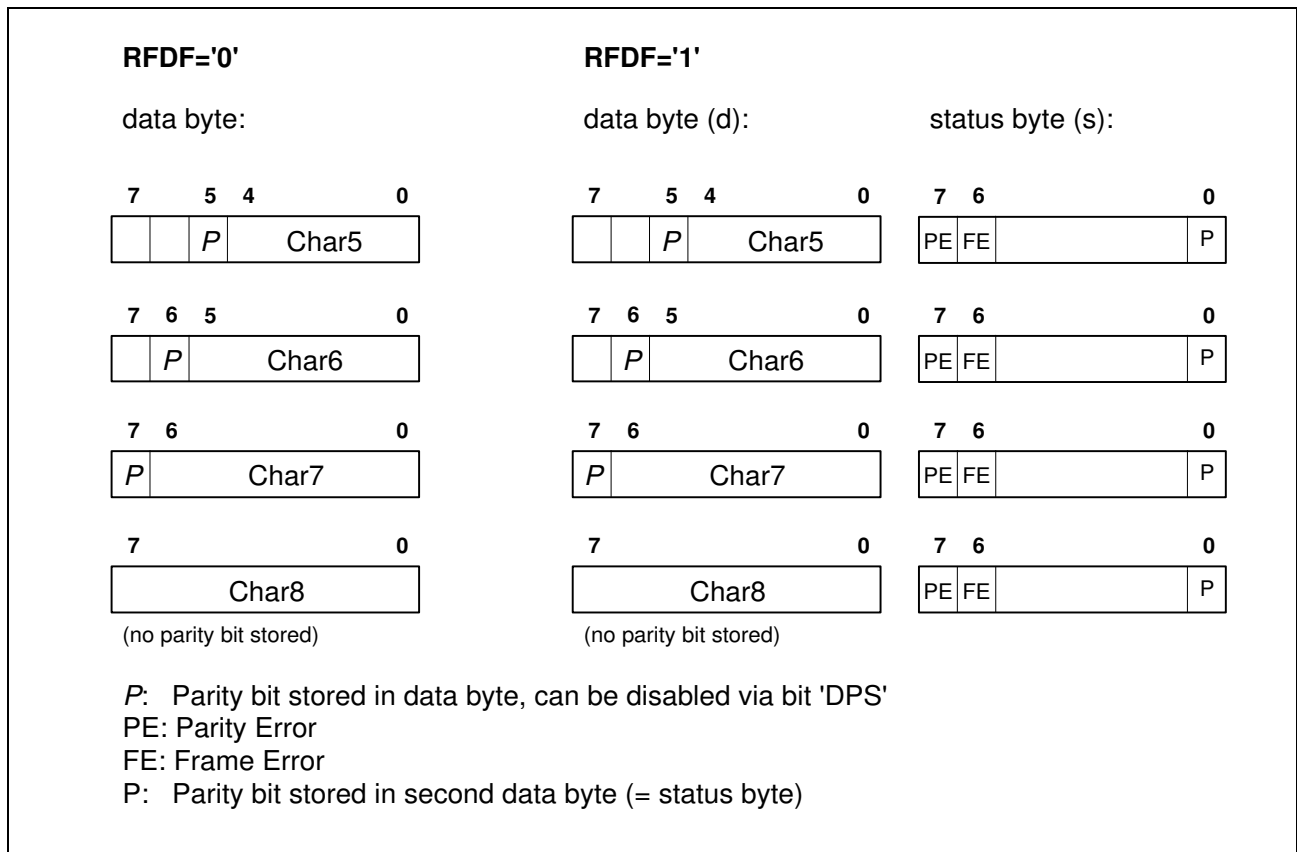 RFDF='0' RFDF='1'
data byte: data byte (d): status byte (s):
7 5 4 0 7 5 4 0 7 6 0
P Char5 P Char5 PE FE P
7 6 5 0 7 6 5 0 7 6 0
P Char6 P Char6 PE FE P
7 6 0 7 6 0 7 6 0
P Char7 P Char7 PE FE P
7 0 7 0 7 6 0
Char8 Char8 PE FE P
(no parity bit stored) (no parity bit stored)
P: Parity bit stored in data byte, can be disabled via bit 'DPS'
PE: Parity Error
FE: Frame Error
P: Parity bit stored in second data byte (= status byte)